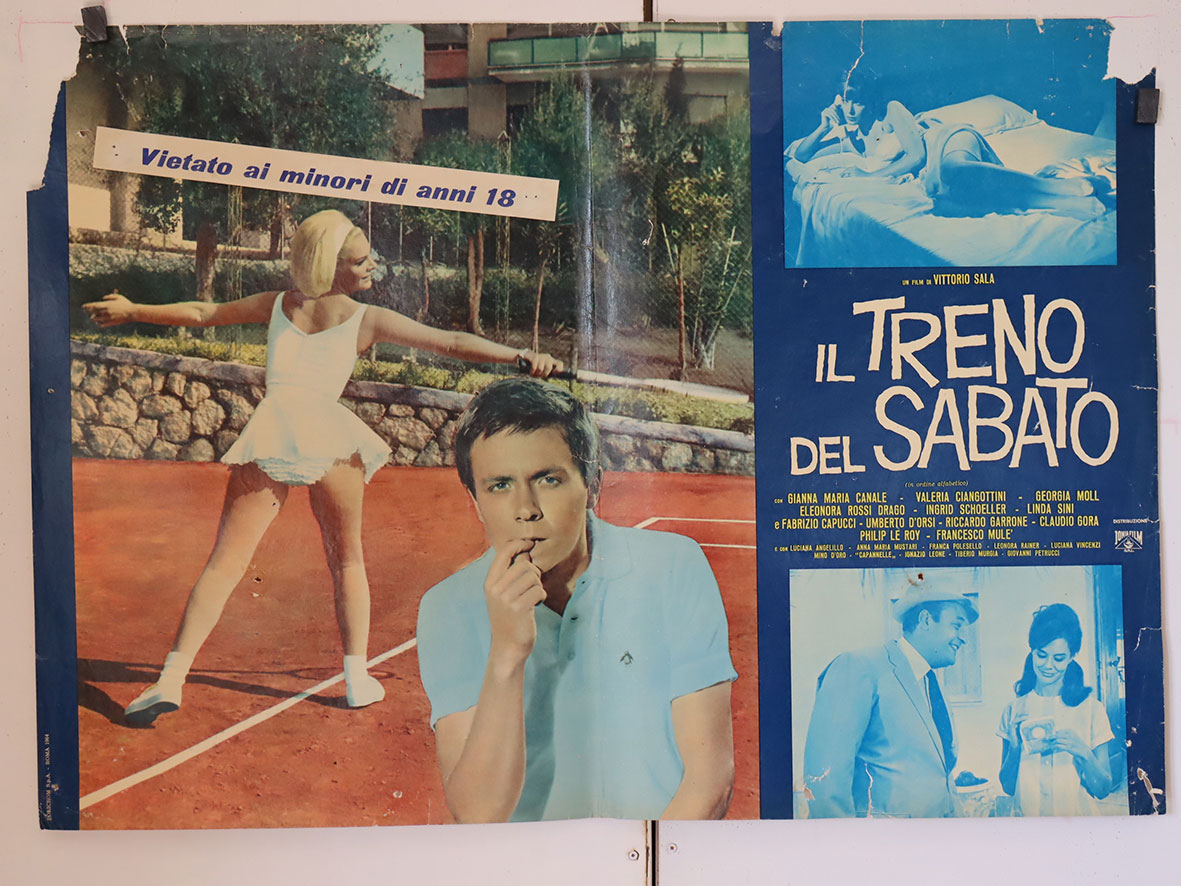 Vietato ai minori di anni 18
UN FILM DI VITTORIO SALA
IL TRENO
DEL SABATO
(in ordine alfabetico)
CON GIANNA MARIA CANALE - VALERIA CIANGOTTINI - GEORGIA MOLL
ELEONORA ROSSI DRAGO - INGRID SCHOELLER - LINDA SINI
e FABRIZIO CAPUCCI - UMBERTO D'ORSI - RICCARDO GARRONE - CLAUDIO GORA
PHILIP LE ROY - FRANCESCO MULE'
E CON LUCIANA ANGELILLO - ANNA MARIA MUSTARI - FRANCA POLESELLO - LEONORA RAINER - LUCIANA VINCENZI
MINO D'ORO - "CAPANNELLE" - IGNAZIO LEONE - TIBERIO MURGIA - GIOVANNI PETRUCCI
DISTRIBUZIONE
JONIAFILM
S.R.L.
ROMA 1964